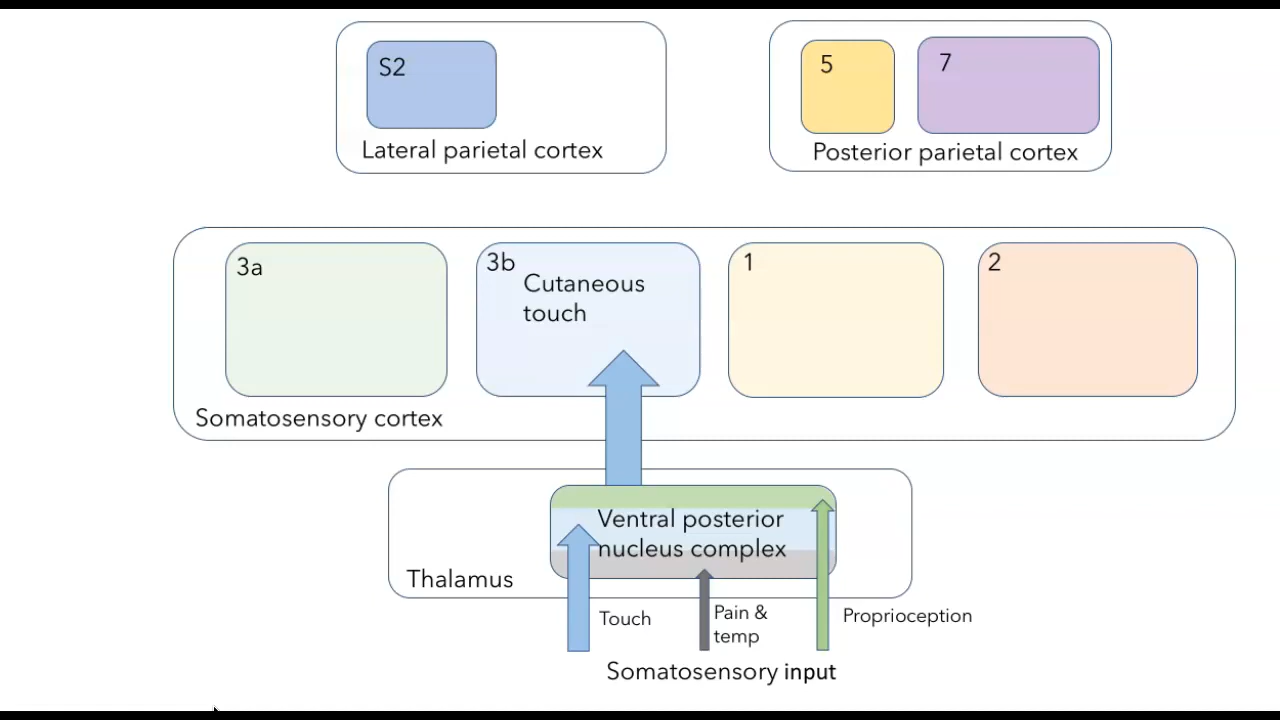 S2
Lateral parietal cortex
5
7
Posterior parietal cortex
3a
3b
Cutaneous
touch
1
2
Somatosensory cortex
Ventral posterior
nucleus complex
Thalamus
Touch
Pain &
temp
Proprioception
Somatosensory input